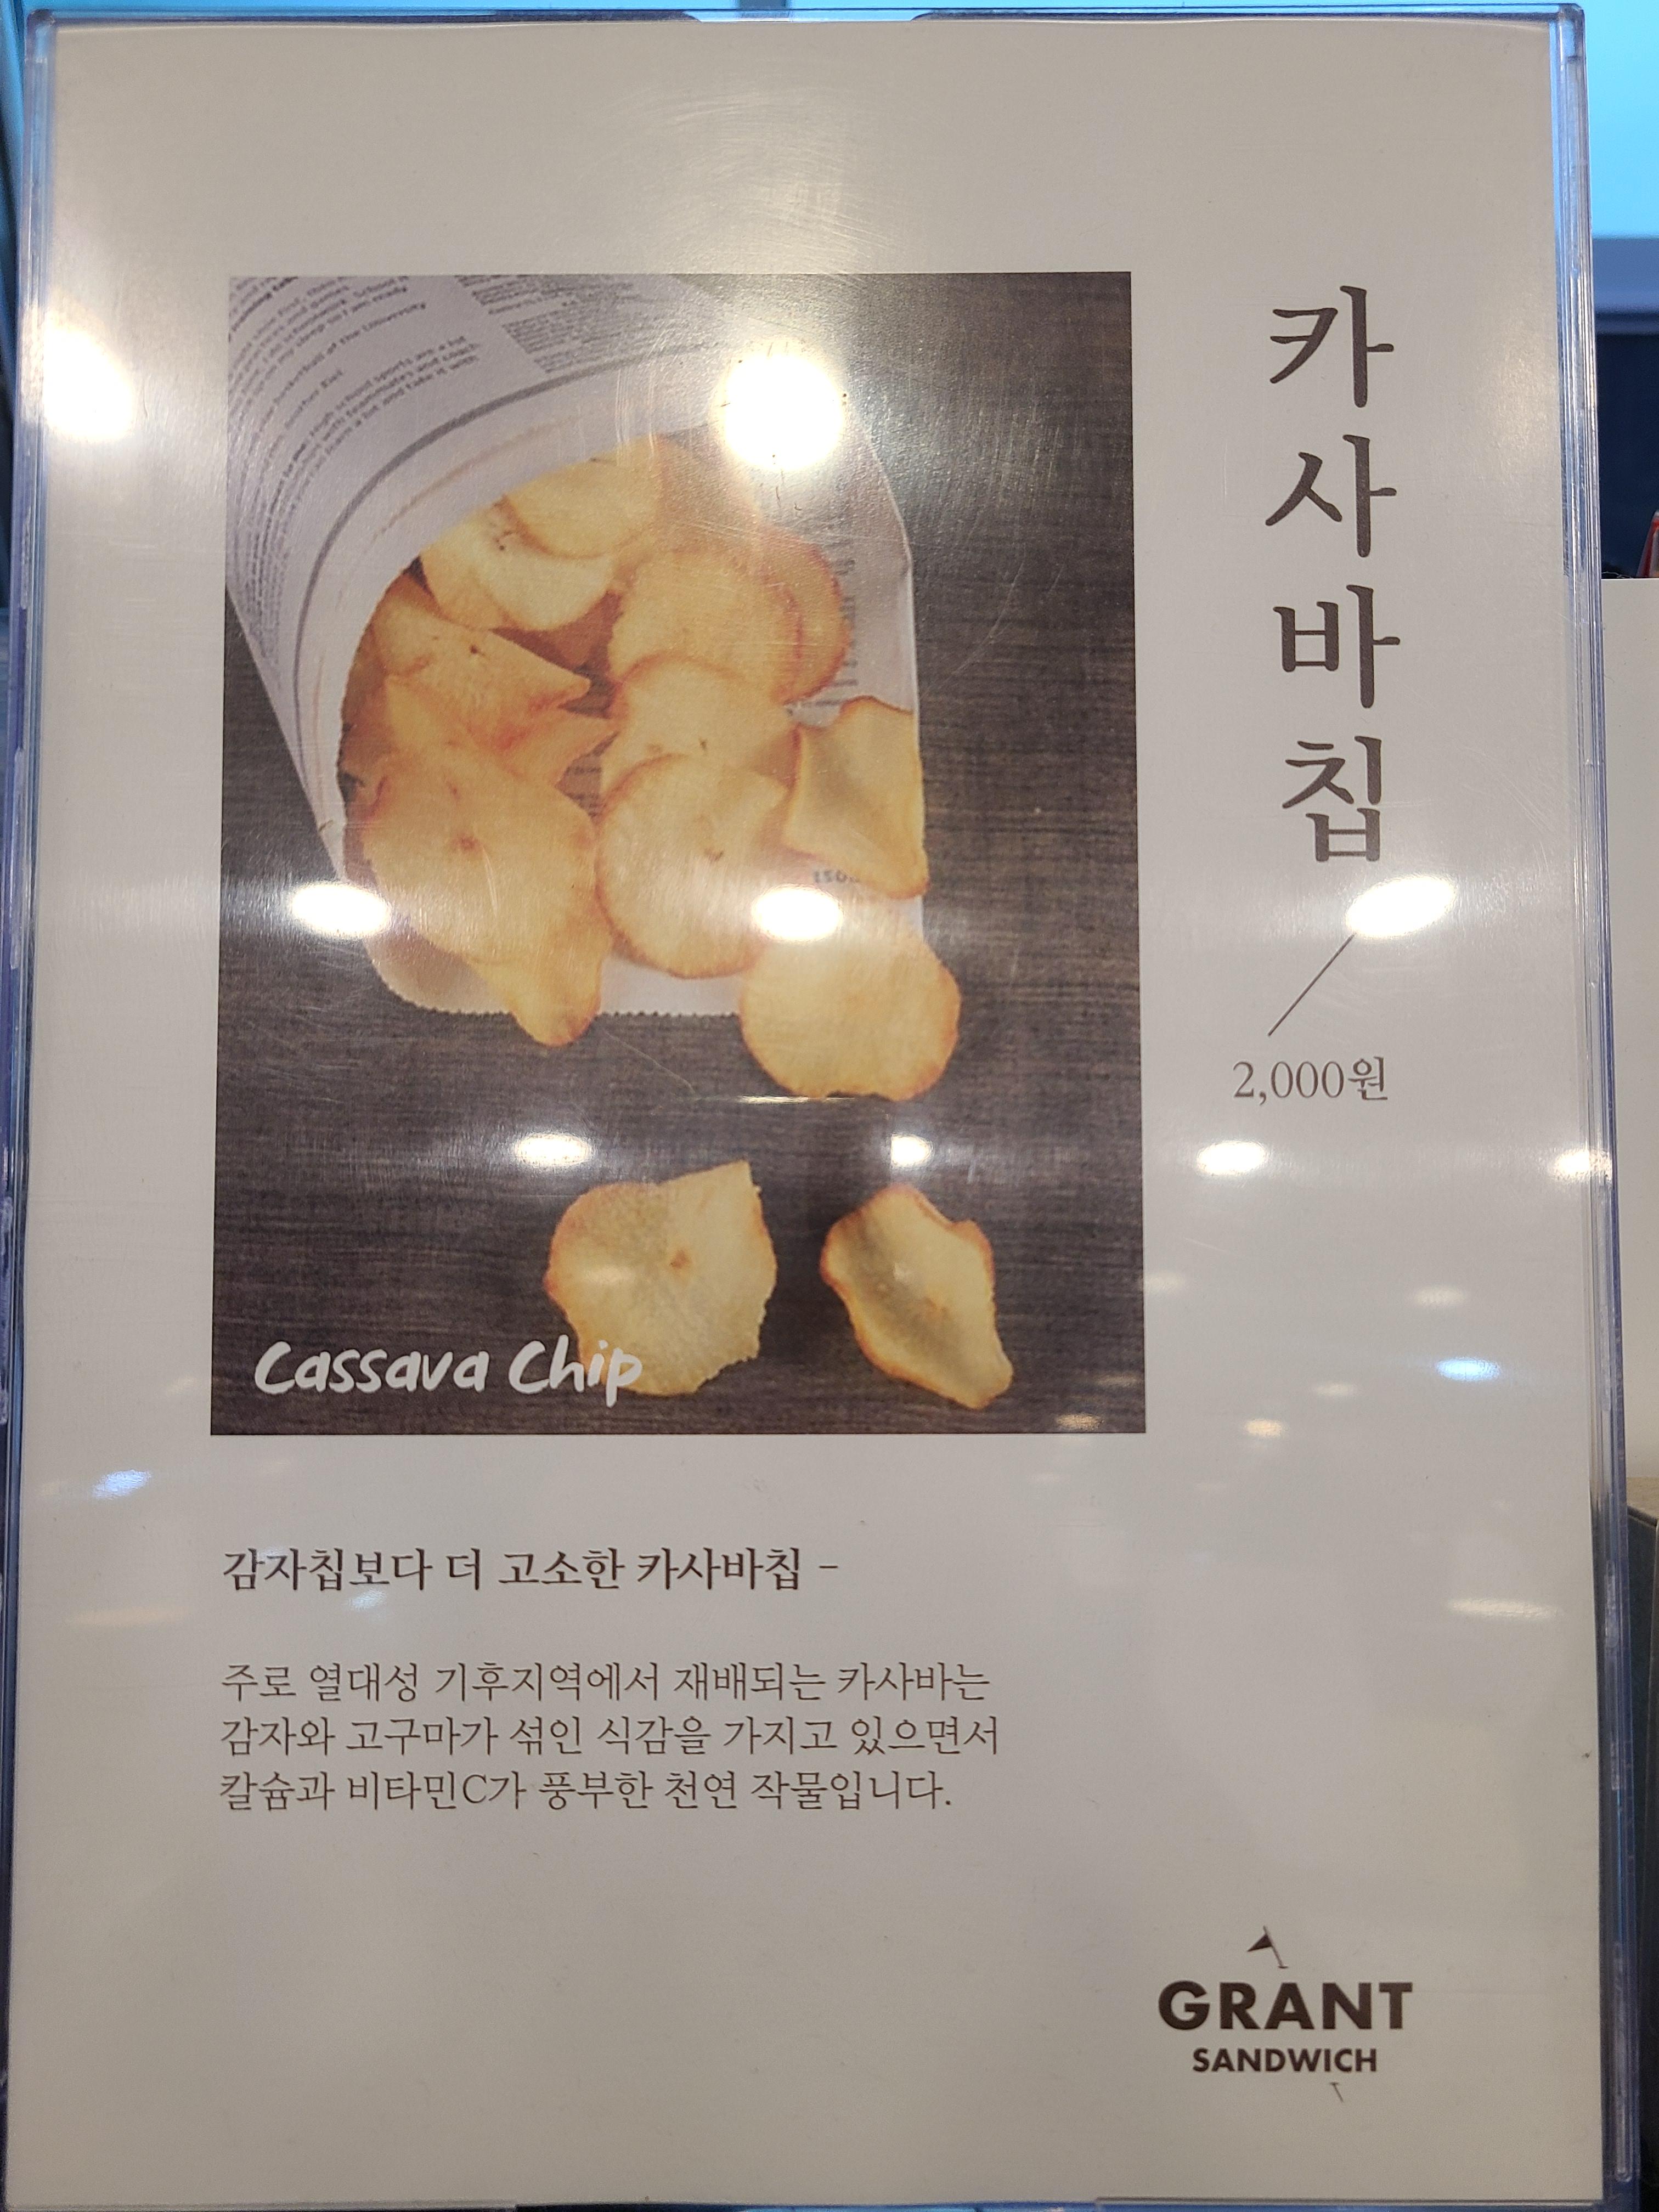 카사바칩
2,000원
Cassava Chip
감자칩보다 더 고소한 카사바칩 -
주로 열대성 기후지역에서 재배되는 카사바는
감자와 고구마가 섞인 식감을 가지고 있으면서
칼슘과 비타민C가 풍부한 천연 작물입니다.
GRANT
SANDWICH